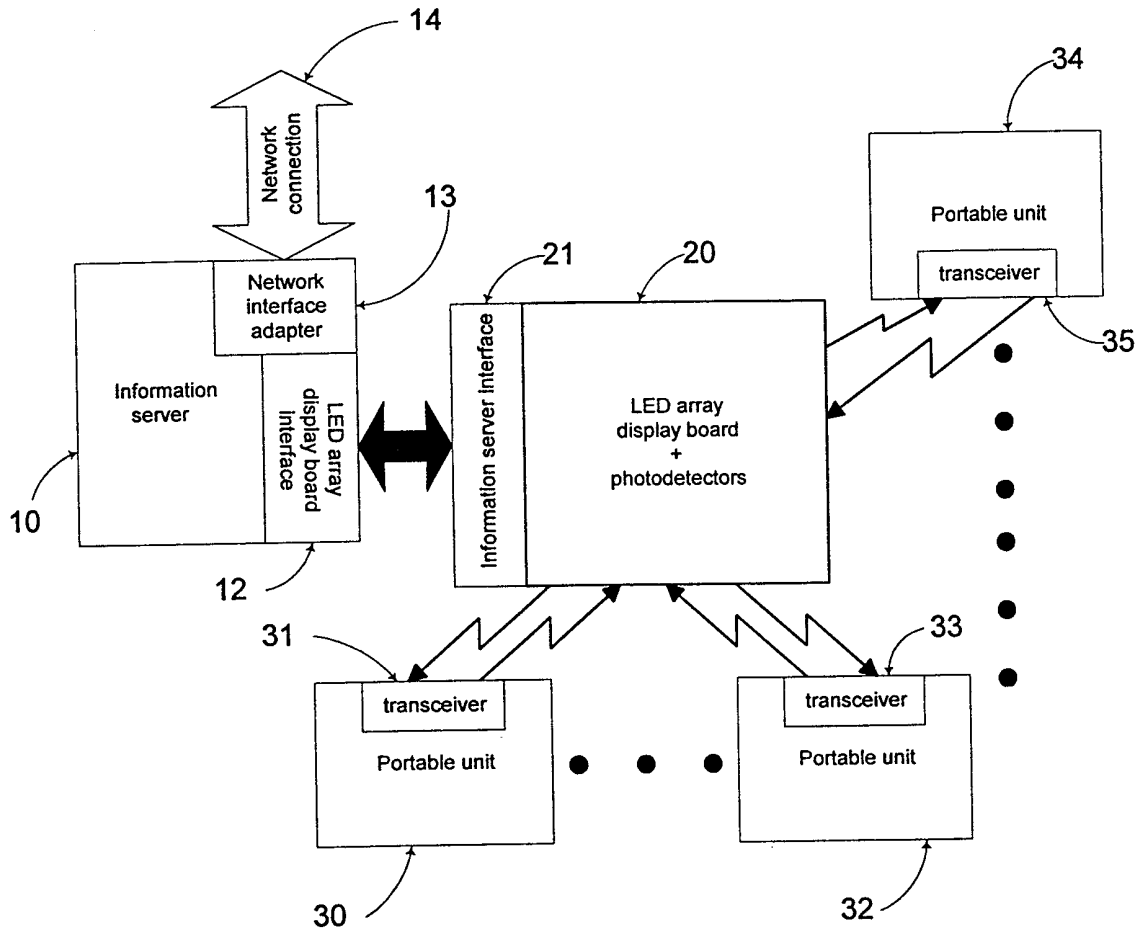 14
Network
connection
34
Portable unit
transceiver
35
13
Network
interface
adapter
Information
server
LED array
display board
interface
10
12
21
20
Information server interface
LED array
display board
+
photodetectors
31
transceiver
Portable unit
30
33
transceiver
Portable unit
32